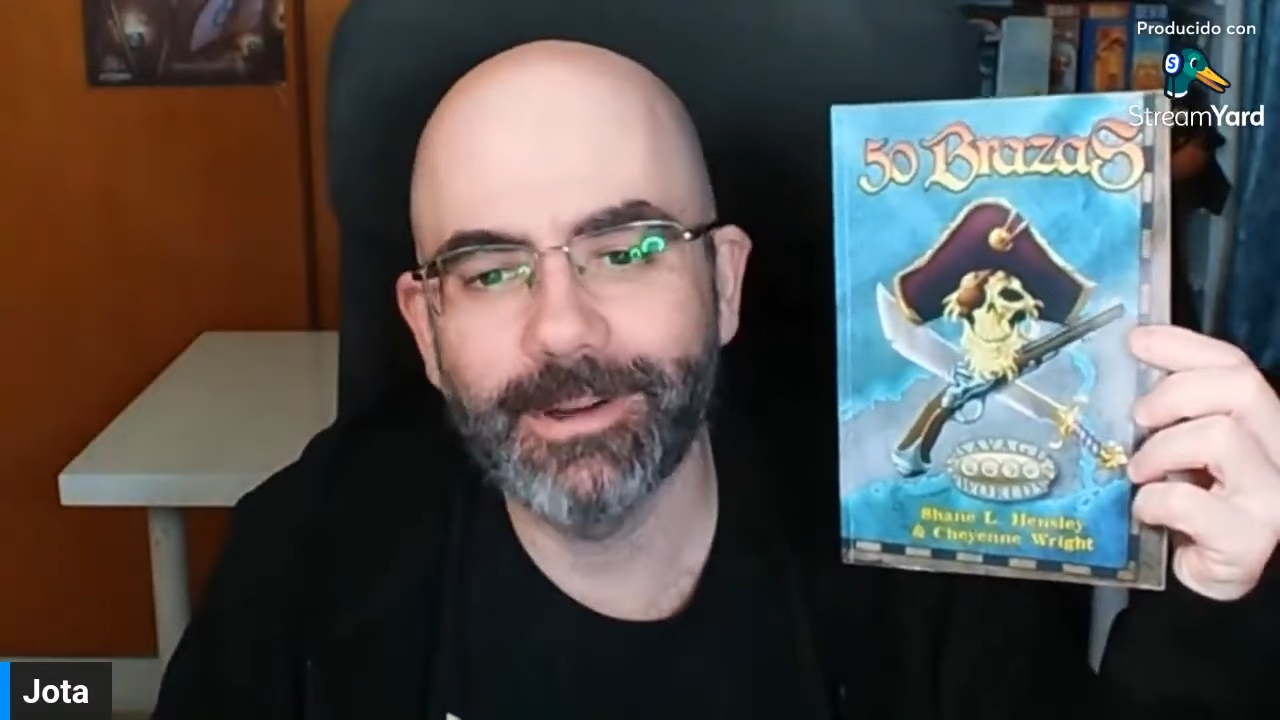 Producido con
StreamYard
50 BrazaS
SAVAGE
WORLDS
Shane L. Hensley
& Cheyenne Wright
Jota